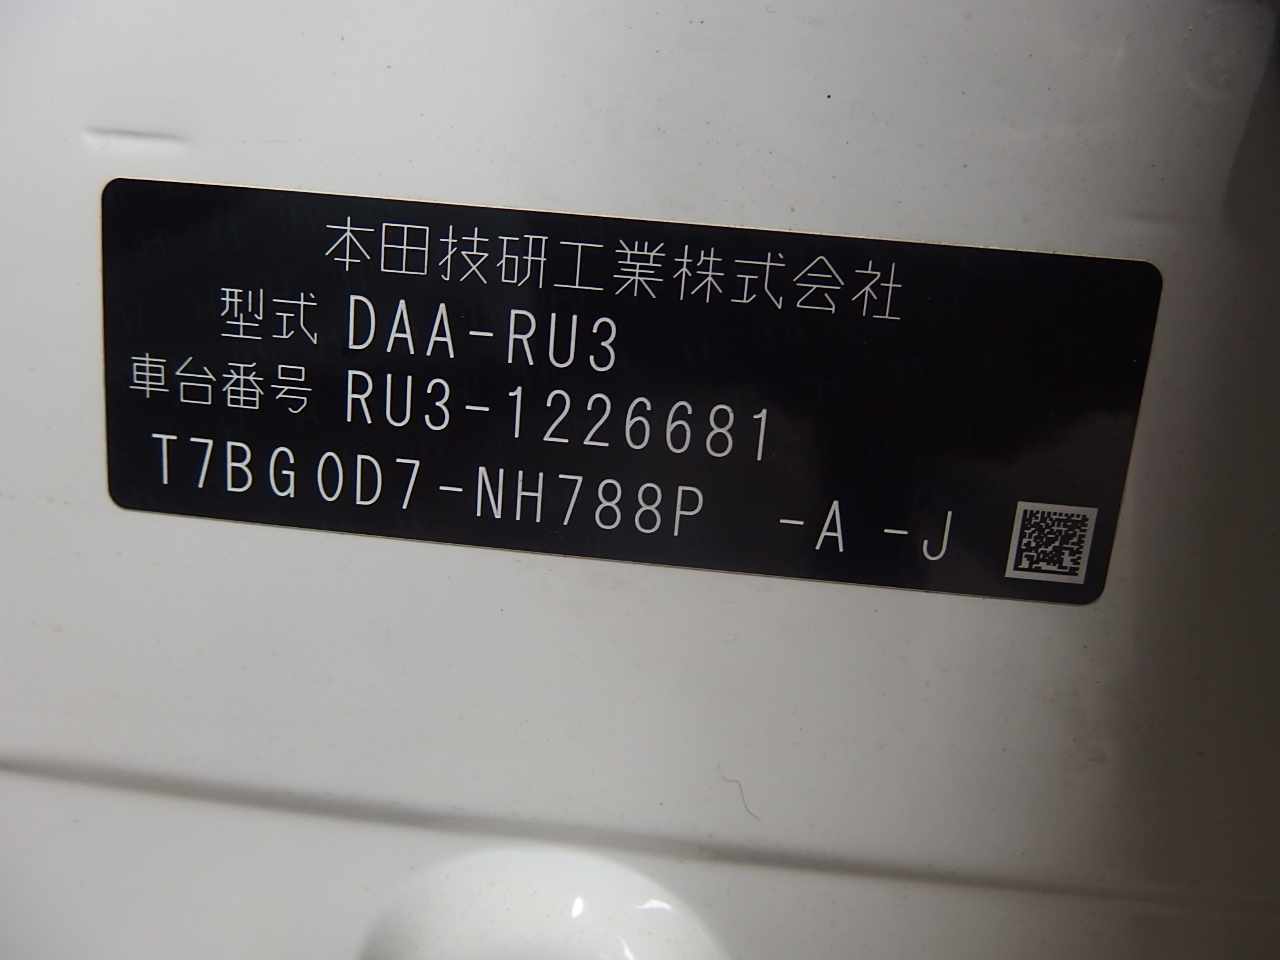 本田技研工業株式会社
型式 DAA-RU3
車台番号 RU3-1226681
T7BG0D7-NH788P -A -J